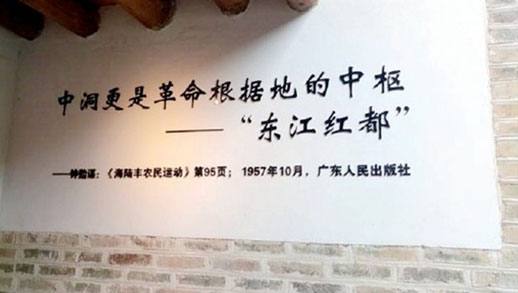 中洞更是革命根据地的中枢
——“东江红都”
——钟贻谋：《海陆丰农民运动》第95页；1957年10月，广东人民出版社